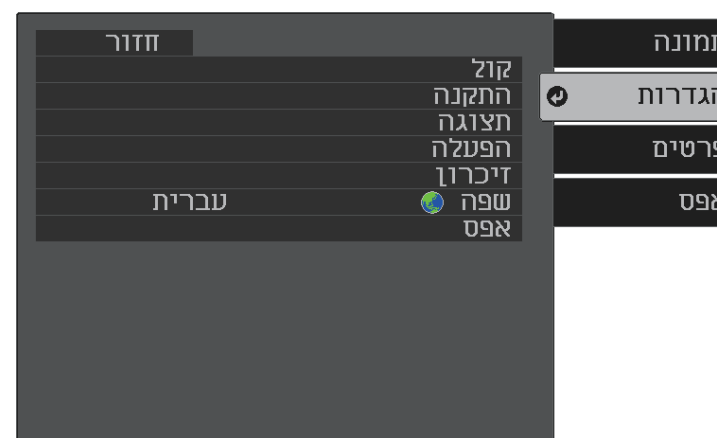 חזור
קול
התקנה
תצוגה
הפעלה
זיכרון
שפה עברית
אפס
תמונה
הגדרות
פרטים
אפס